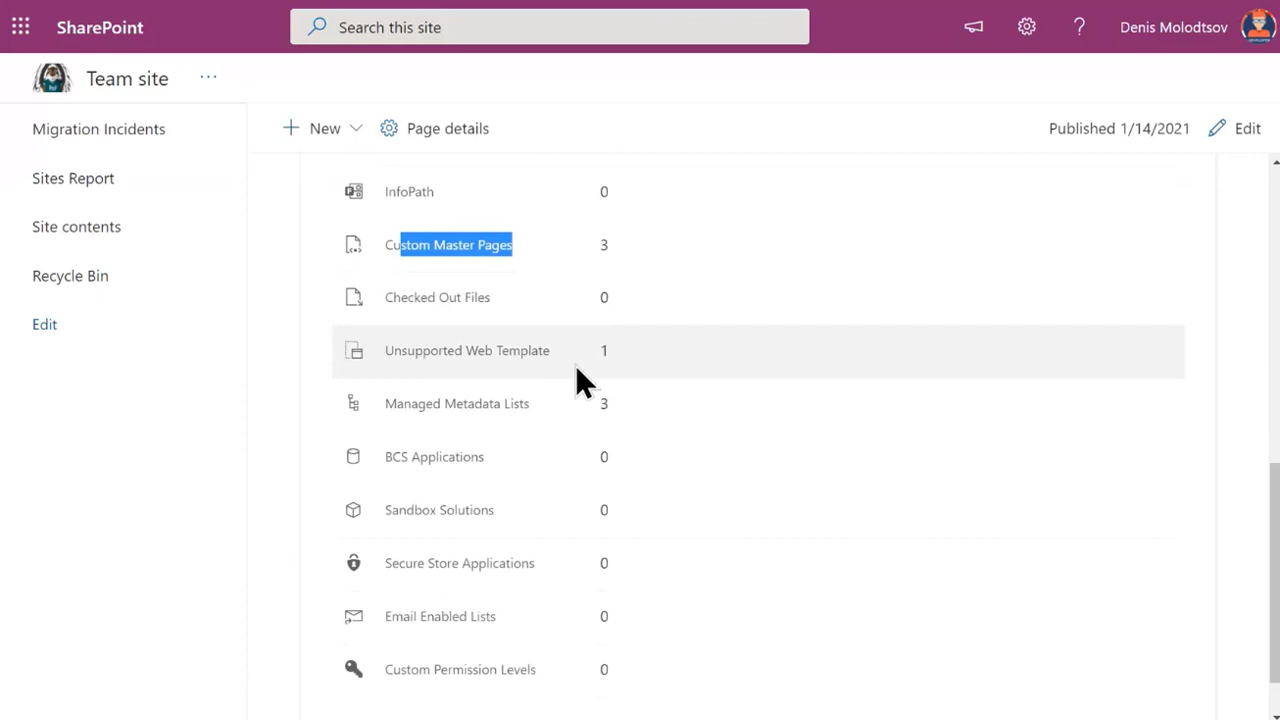 SharePoint
Search this site
Denis Molodtsov
Team site
Migration Incidents
Sites Report
Site contents
Recycle Bin
Edit
New
Page details
Published 1/14/2021
Edit
InfoPath 0
Custom Master Pages 3
Checked Out Files 0
Unsupported Web Template 1
Managed Metadata Lists 3
BCS Applications 0
Sandbox Solutions 0
Secure Store Applications 0
Email Enabled Lists 0
Custom Permission Levels 0